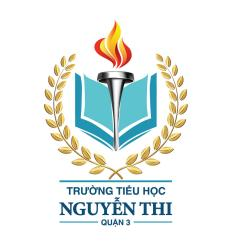 TRƯỜNG TIỂU HỌC
NGUYỄN THI
QUẬN 3